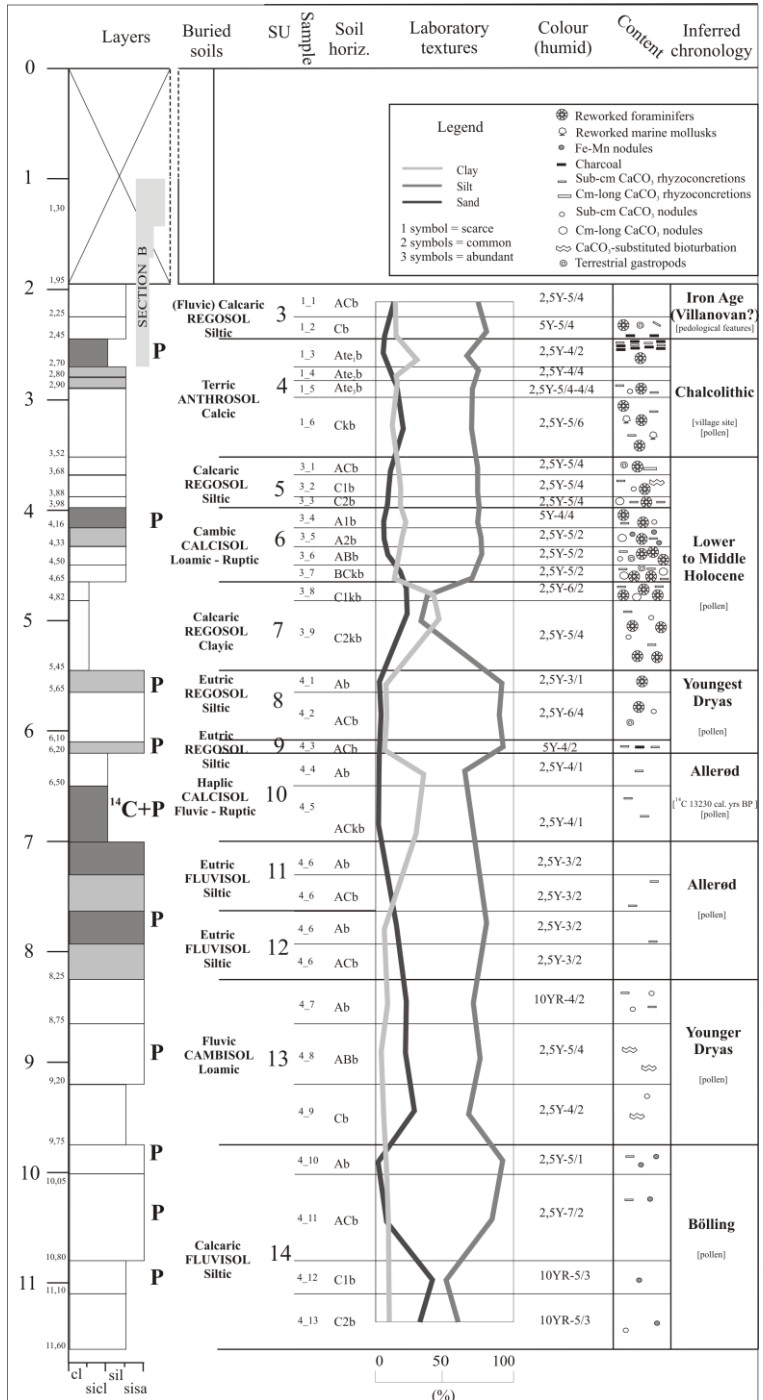 Layers
Buried
soils
SU
Sample
Soil
horiz.
Laboratory
textures
Colour
(humid)
Content
Inferred
chronology
Legend
Clay
Silt
Sand
1 symbol = scarce
2 symbols = common
3 symbols = abundant
Reworked foraminifers
Reworked marine mollusks
Fe-Mn nodules
Charcoal
Sub-cm CaCO₃ rhyzoconcretions
Cm-long CaCO₃ rhyzoconcretions
Sub-cm CaCO₃ nodules
Cm-long CaCO₃ nodules
CaCO₃-substituted bioturbation
Terrestrial gastropods
0
1
1,30
SECTION B
1,95
2
2,25
2,45
2,70
2,80
2,90
3
3,52
3,68
3,88
3,98
4
4,16
4,33
4,50
4,65
4,82
5
5,45
5,65
6
6,10
6,20
6,50
7
8
8,25
8,75
9
9,20
9,75
10
10,05
10,80
11
11,10
11,60
cl
sicl
sil
sisa
P
P
P
P
¹⁴C+P
P
P
P
P
P
(Fluvic) Calcaric
REGOSOL
Siltic
3
1_1 ACb 2,5Y-5/4
1_2 Cb 5Y-5/4
Iron Age
(Villanovan?)
[pedological features]
Terric
ANTHROSOL
Calcic
4
1_3 Ate₁b 2,5Y-4/2
1_4 Ate₂b 2,5Y-4/4
1_5 Ate₃b 2,5Y-5/4-4/4
1_6 Ckb 2,5Y-5/6
Chalcolithic
[village site]
[pollen]
Calcaric
REGOSOL
Siltic
5
3_1 ACb 2,5Y-5/4
3_2 C1b 2,5Y-5/4
3_3 C2b 2,5Y-5/4
Cambic
CALCISOL
Loamic - Ruptic
6
3_4 A1b 5Y-4/4
3_5 A2b 2,5Y-5/2
3_6 ABb 2,5Y-5/2
3_7 BCkb 2,5Y-5/2
Calcaric
REGOSOL
Clayic
7
3_8 C1kb 2,5Y-6/2
3_9 C2kb 2,5Y-5/4
Lower
to Middle
Holocene
[pollen]
Eutric
REGOSOL
Siltic
8
4_1 Ab 2,5Y-3/1
4_2 ACb 2,5Y-6/4
Eutric
REGOSOL
Siltic
9
4_3 ACb 5Y-4/2
Youngest
Dryas
[pollen]
Haplic
CALCISOL
Fluvic - Ruptic
10
4_4 Ab 2,5Y-4/1
4_5 ACkb 2,5Y-4/1
Allerød
[¹⁴C 13230 cal. yrs BP ]
[pollen]
Eutric
FLUVISOL
Siltic
11
4_6 Ab 2,5Y-3/2
4_6 ACb 2,5Y-3/2
Eutric
FLUVISOL
Siltic
12
4_6 Ab 2,5Y-3/2
4_6 ACb 2,5Y-3/2
Allerød
[pollen]
Fluvic
CAMBISOL
Loamic
13
4_7 Ab 10YR-4/2
4_8 ABb 2,5Y-5/4
4_9 Cb 2,5Y-4/2
Younger
Dryas
[pollen]
Calcaric
FLUVISOL
Siltic
14
4_10 Ab 2,5Y-5/1
4_11 ACb 2,5Y-7/2
4_12 C1b 10YR-5/3
4_13 C2b 10YR-5/3
Bölling
[pollen]
0 50 100
(%)